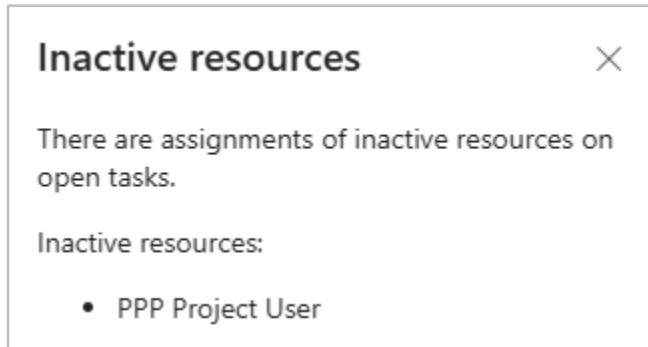 Inactive resources
There are assignments of inactive resources on
open tasks.
Inactive resources:
• PPP Project User